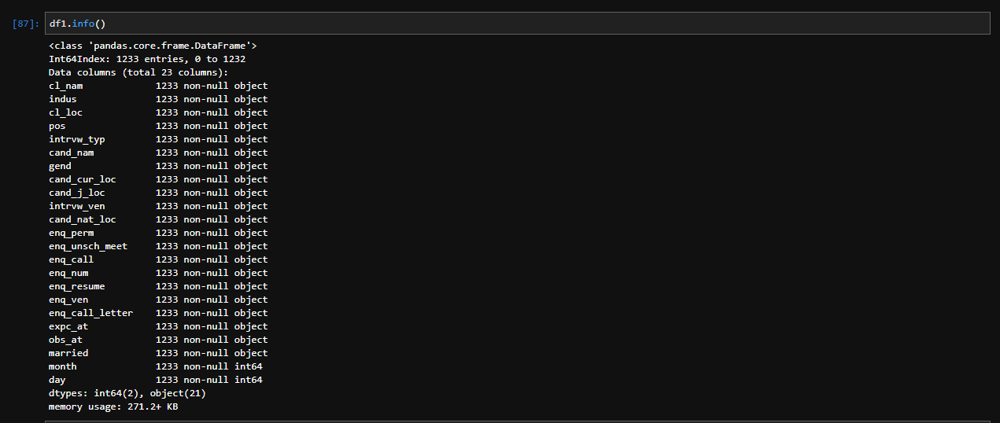 [87]: df1.info()
<class 'pandas.core.frame.DataFrame'>
Int64Index: 1233 entries, 0 to 1232
Data columns (total 23 columns):
cl_nam             1233 non-null object
indus              1233 non-null object
cl_loc             1233 non-null object
pos                1233 non-null object
intrvw_typ         1233 non-null object
cand_nam           1233 non-null object
gend               1233 non-null object
cand_cur_loc       1233 non-null object
cand_j_loc         1233 non-null object
intrvw_ven         1233 non-null object
cand_nat_loc       1233 non-null object
enq_perm           1233 non-null object
enq_unsch_meet     1233 non-null object
enq_call           1233 non-null object
enq_num            1233 non-null object
enq_resume         1233 non-null object
enq_ven            1233 non-null object
enq_call_letter    1233 non-null object
expc_at            1233 non-null object
obs_at             1233 non-null object
married            1233 non-null object
month              1233 non-null int64
day                1233 non-null int64
dtypes: int64(2), object(21)
memory usage: 271.2+ KB